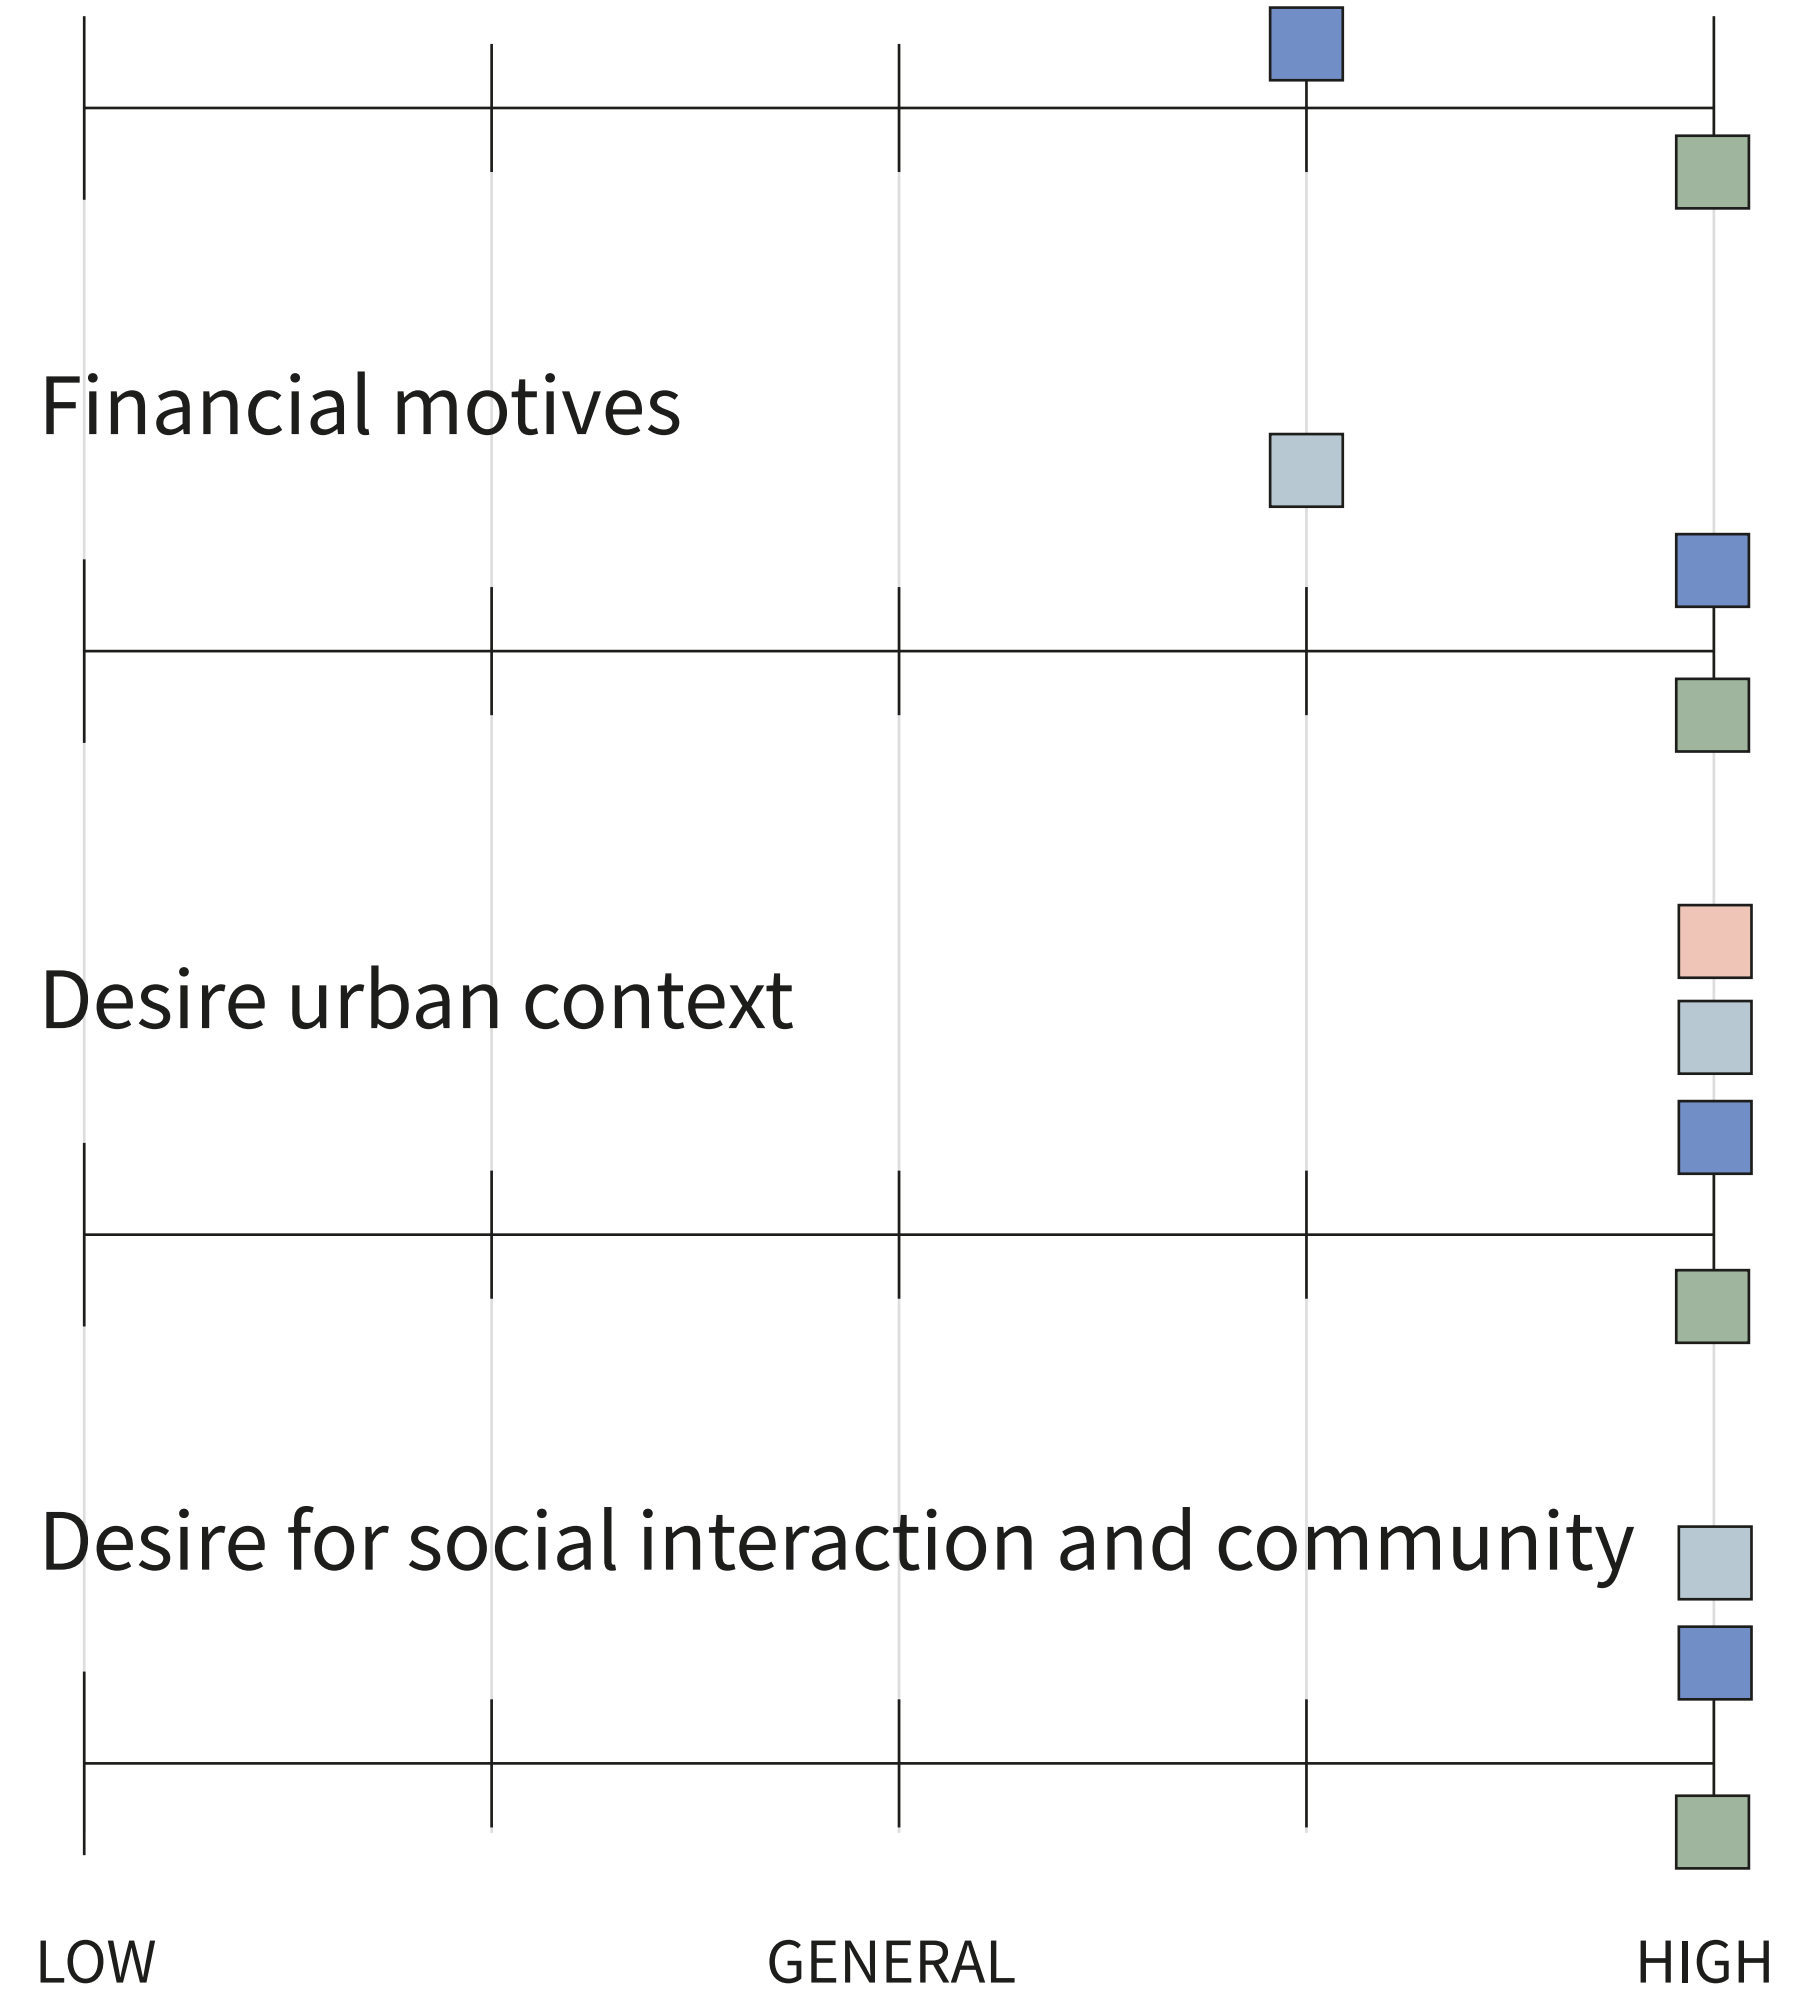 Financial motives
Desire urban context
Desire for social interaction and community
LOW GENERAL HIGH